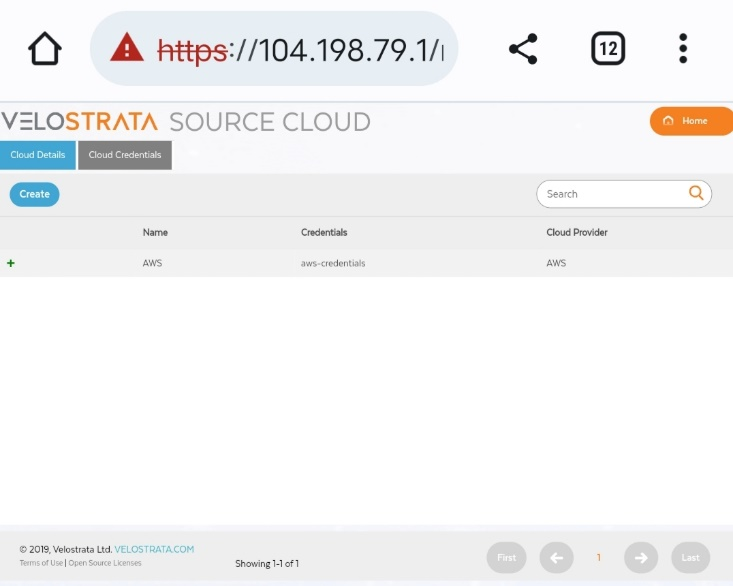 https://104.198.79.1/
12
VELOSTRATA SOURCE CLOUD
Home
Cloud Details Cloud Credentials
Create
Search
Name Credentials Cloud Provider
+ AWS aws-credentials AWS
© 2019, Velostrata Ltd. VELOSTRATA.COM
Terms of Use | Open Source Licenses
Showing 1-1 of 1
First 1 Last